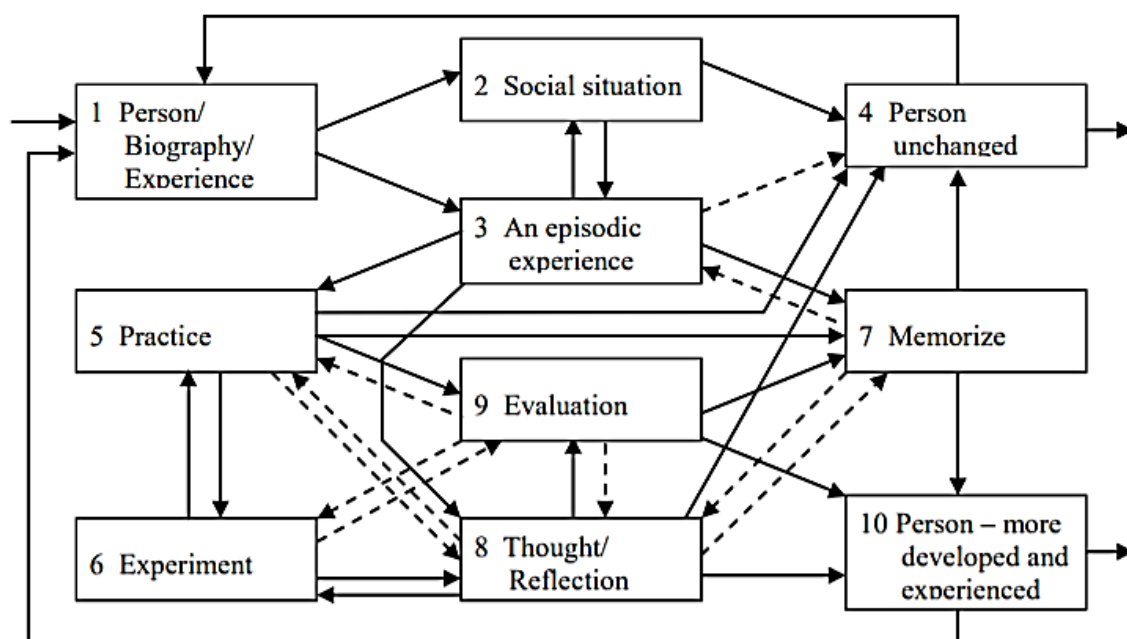 1 Person/
Biography/
Experience
2 Social situation
3 An episodic
experience
4 Person
unchanged
5 Practice
6 Experiment
7 Memorize
8 Thought/
Reflection
9 Evaluation
10 Person – more
developed and
experienced